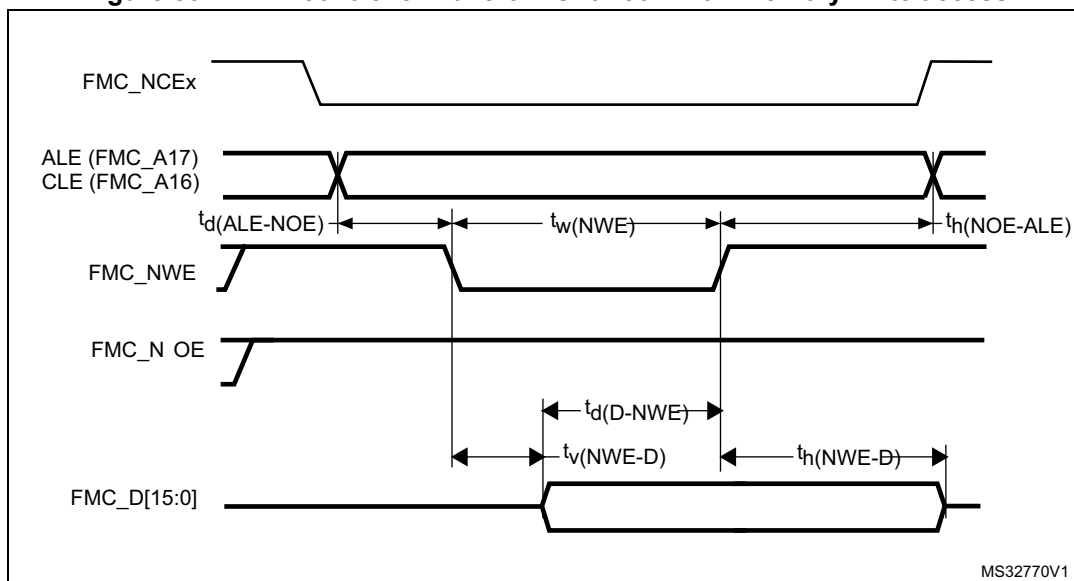 FMC_NCEx
ALE (FMC_A17)
CLE (FMC_A16)
td(ALE-NOE)
tw(NWE)
th(NOE-ALE)
FMC_NWE
FMC_N OE
td(D-NWE)
tv(NWE-D)
th(NWE-D)
FMC_D[15:0]
MS32770V1